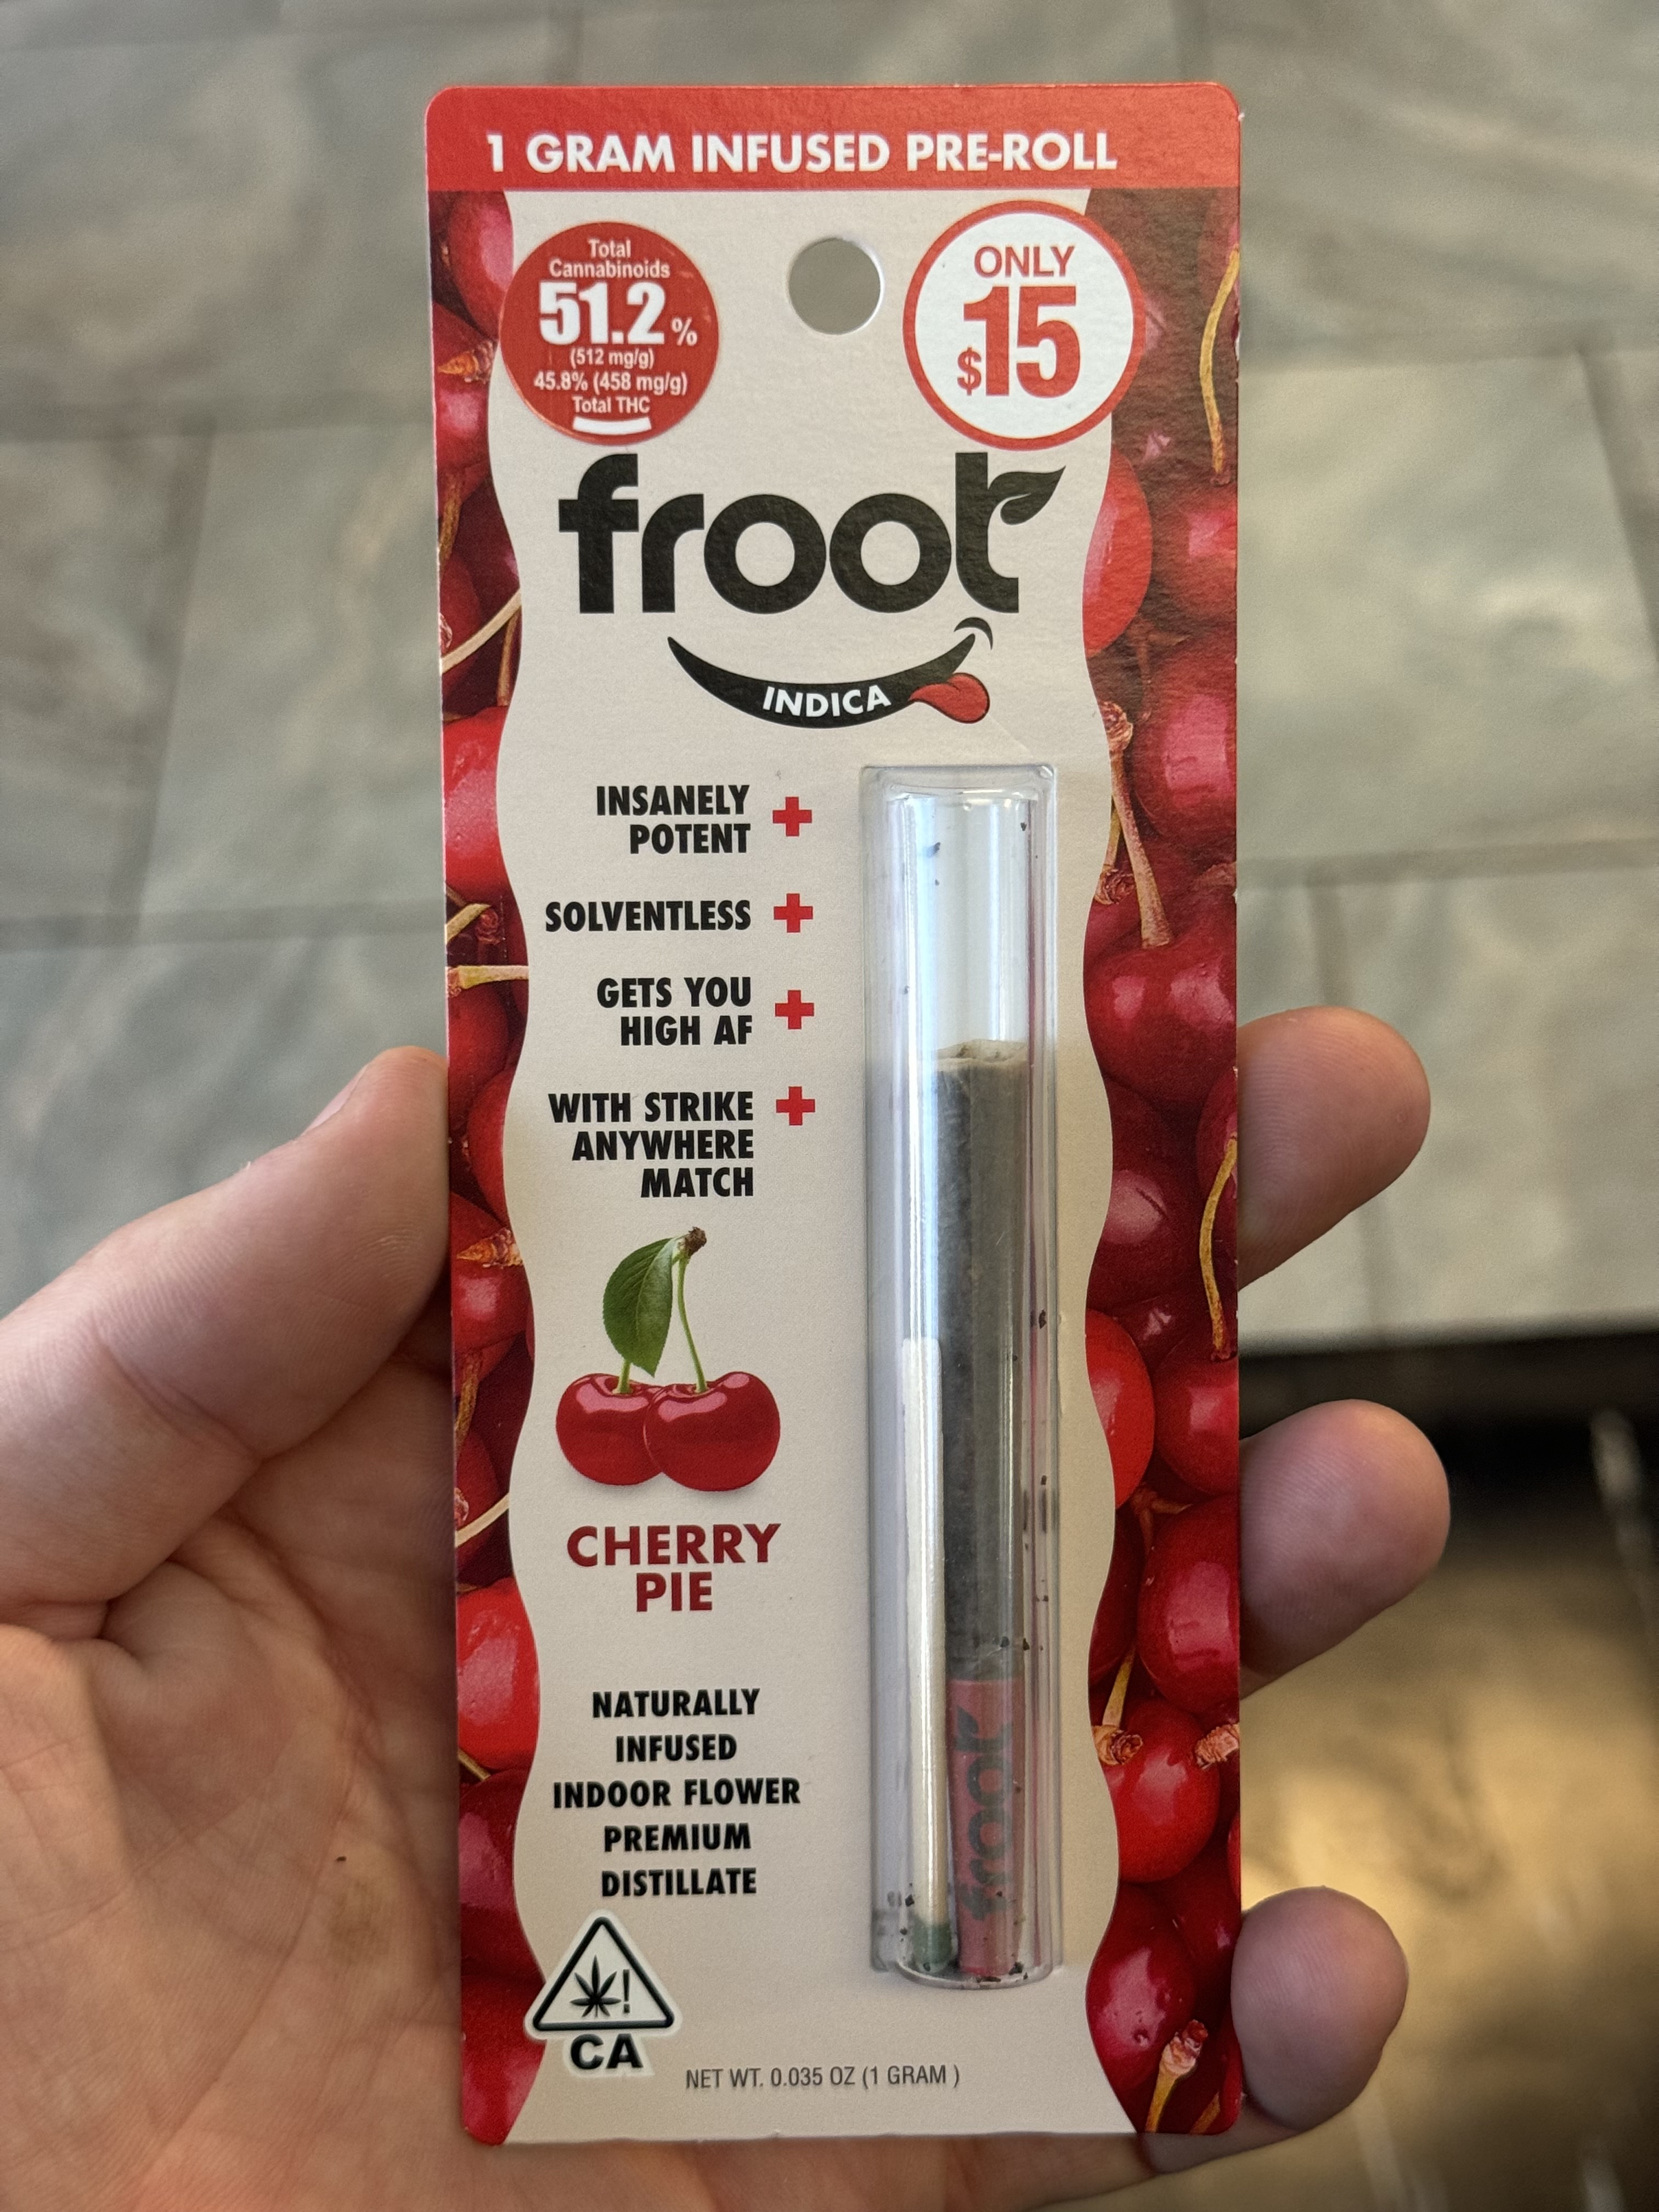 1 GRAM INFUSED PRE-ROLL
Total
Cannabinoids
51.2 %
(512 mg/g)
45.8% (458 mg/g)
Total THC
ONLY
$15
froot
INDICA
INSANELY
POTENT
SOLVENTLESS
GETS YOU
HIGH AF
WITH STRIKE
ANYWHERE
MATCH
CHERRY
PIE
NATURALLY
INFUSED
INDOOR FLOWER
PREMIUM
DISTILLATE
froot
!
CA
NET WT. 0.035 OZ (1 GRAM )